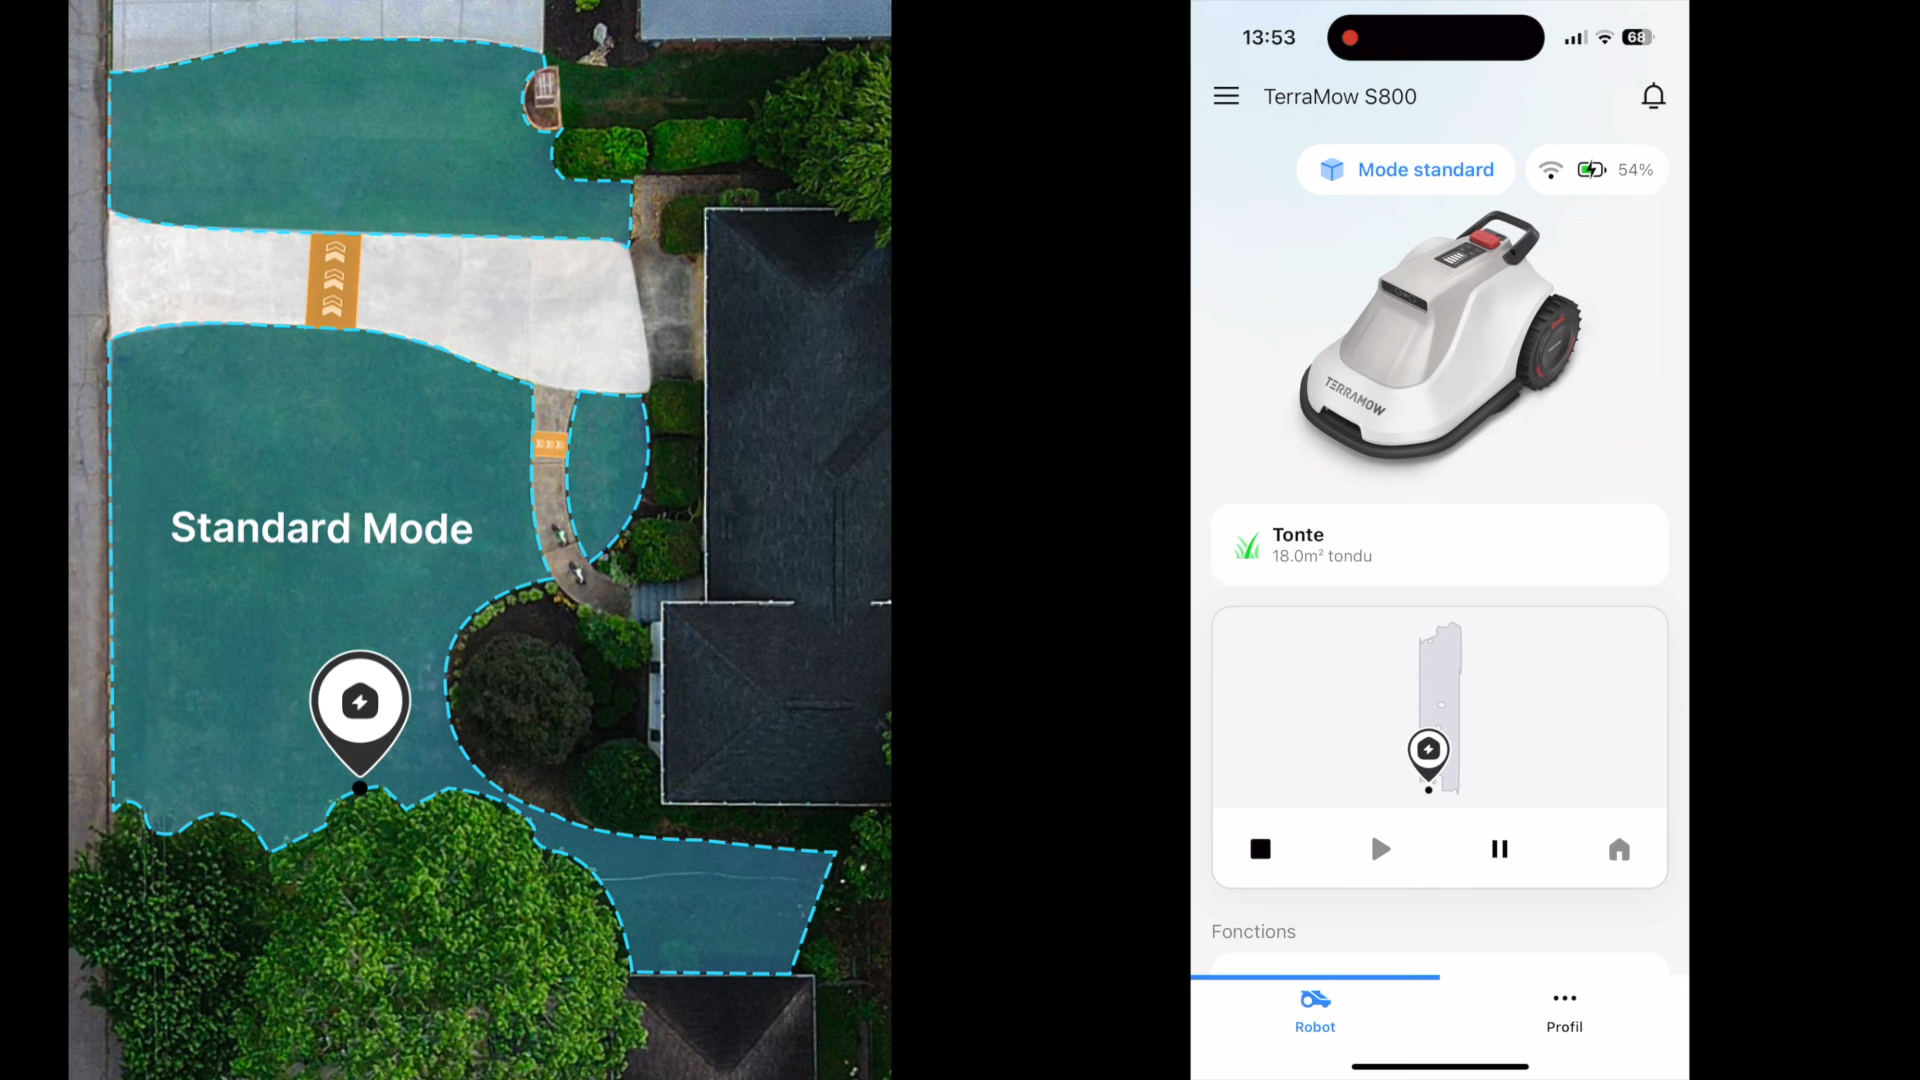 Standard Mode
13:53
68
TerraMow S800
Mode standard
54%
TERRAMOW
Tonte
18.0m² tondu
Fonctions
Robot
Profil